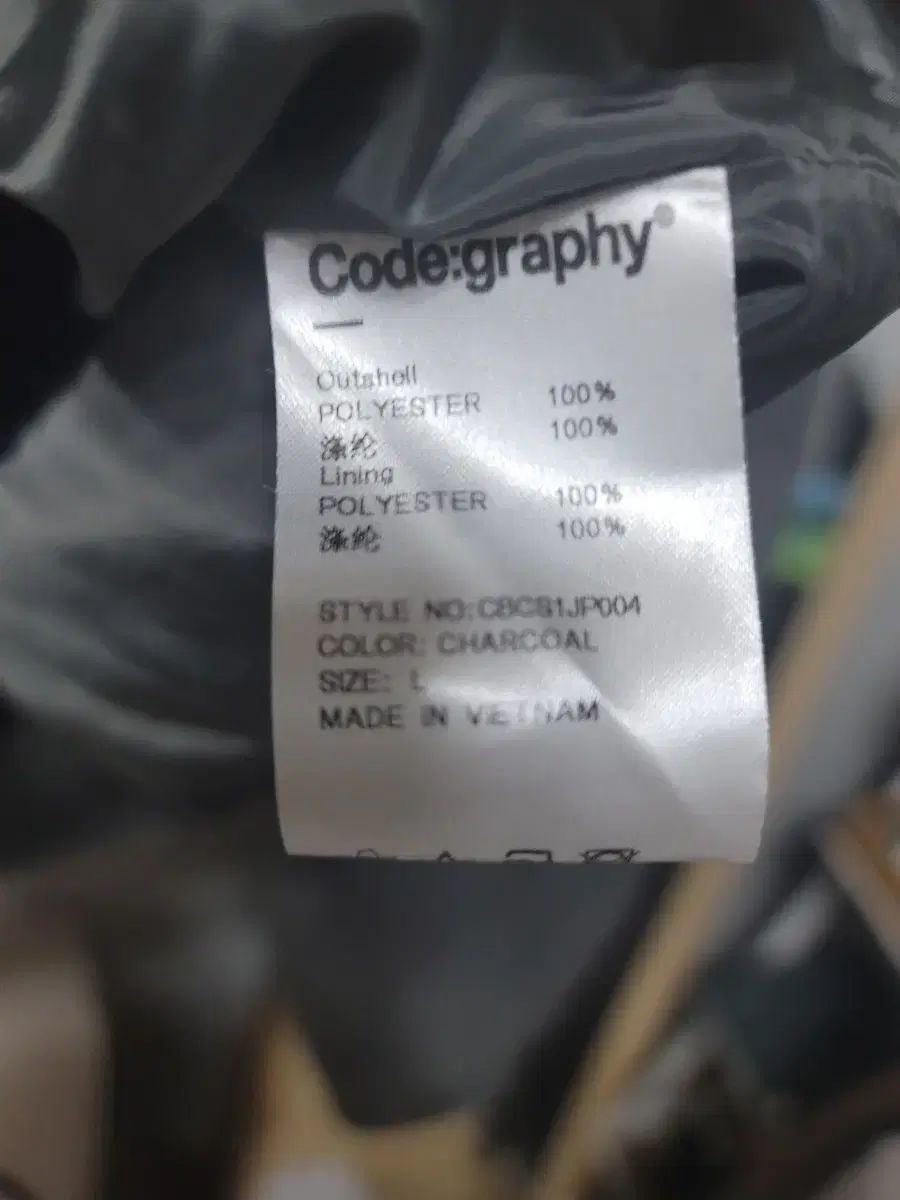 Code:graphy®
Outshell
POLYESTER 100%
涤纶 100%
Lining
POLYESTER 100%
涤纶 100%
STYLE NO:CBCS1JP004
COLOR: CHARCOAL
SIZE: L
MADE IN VIETNAM